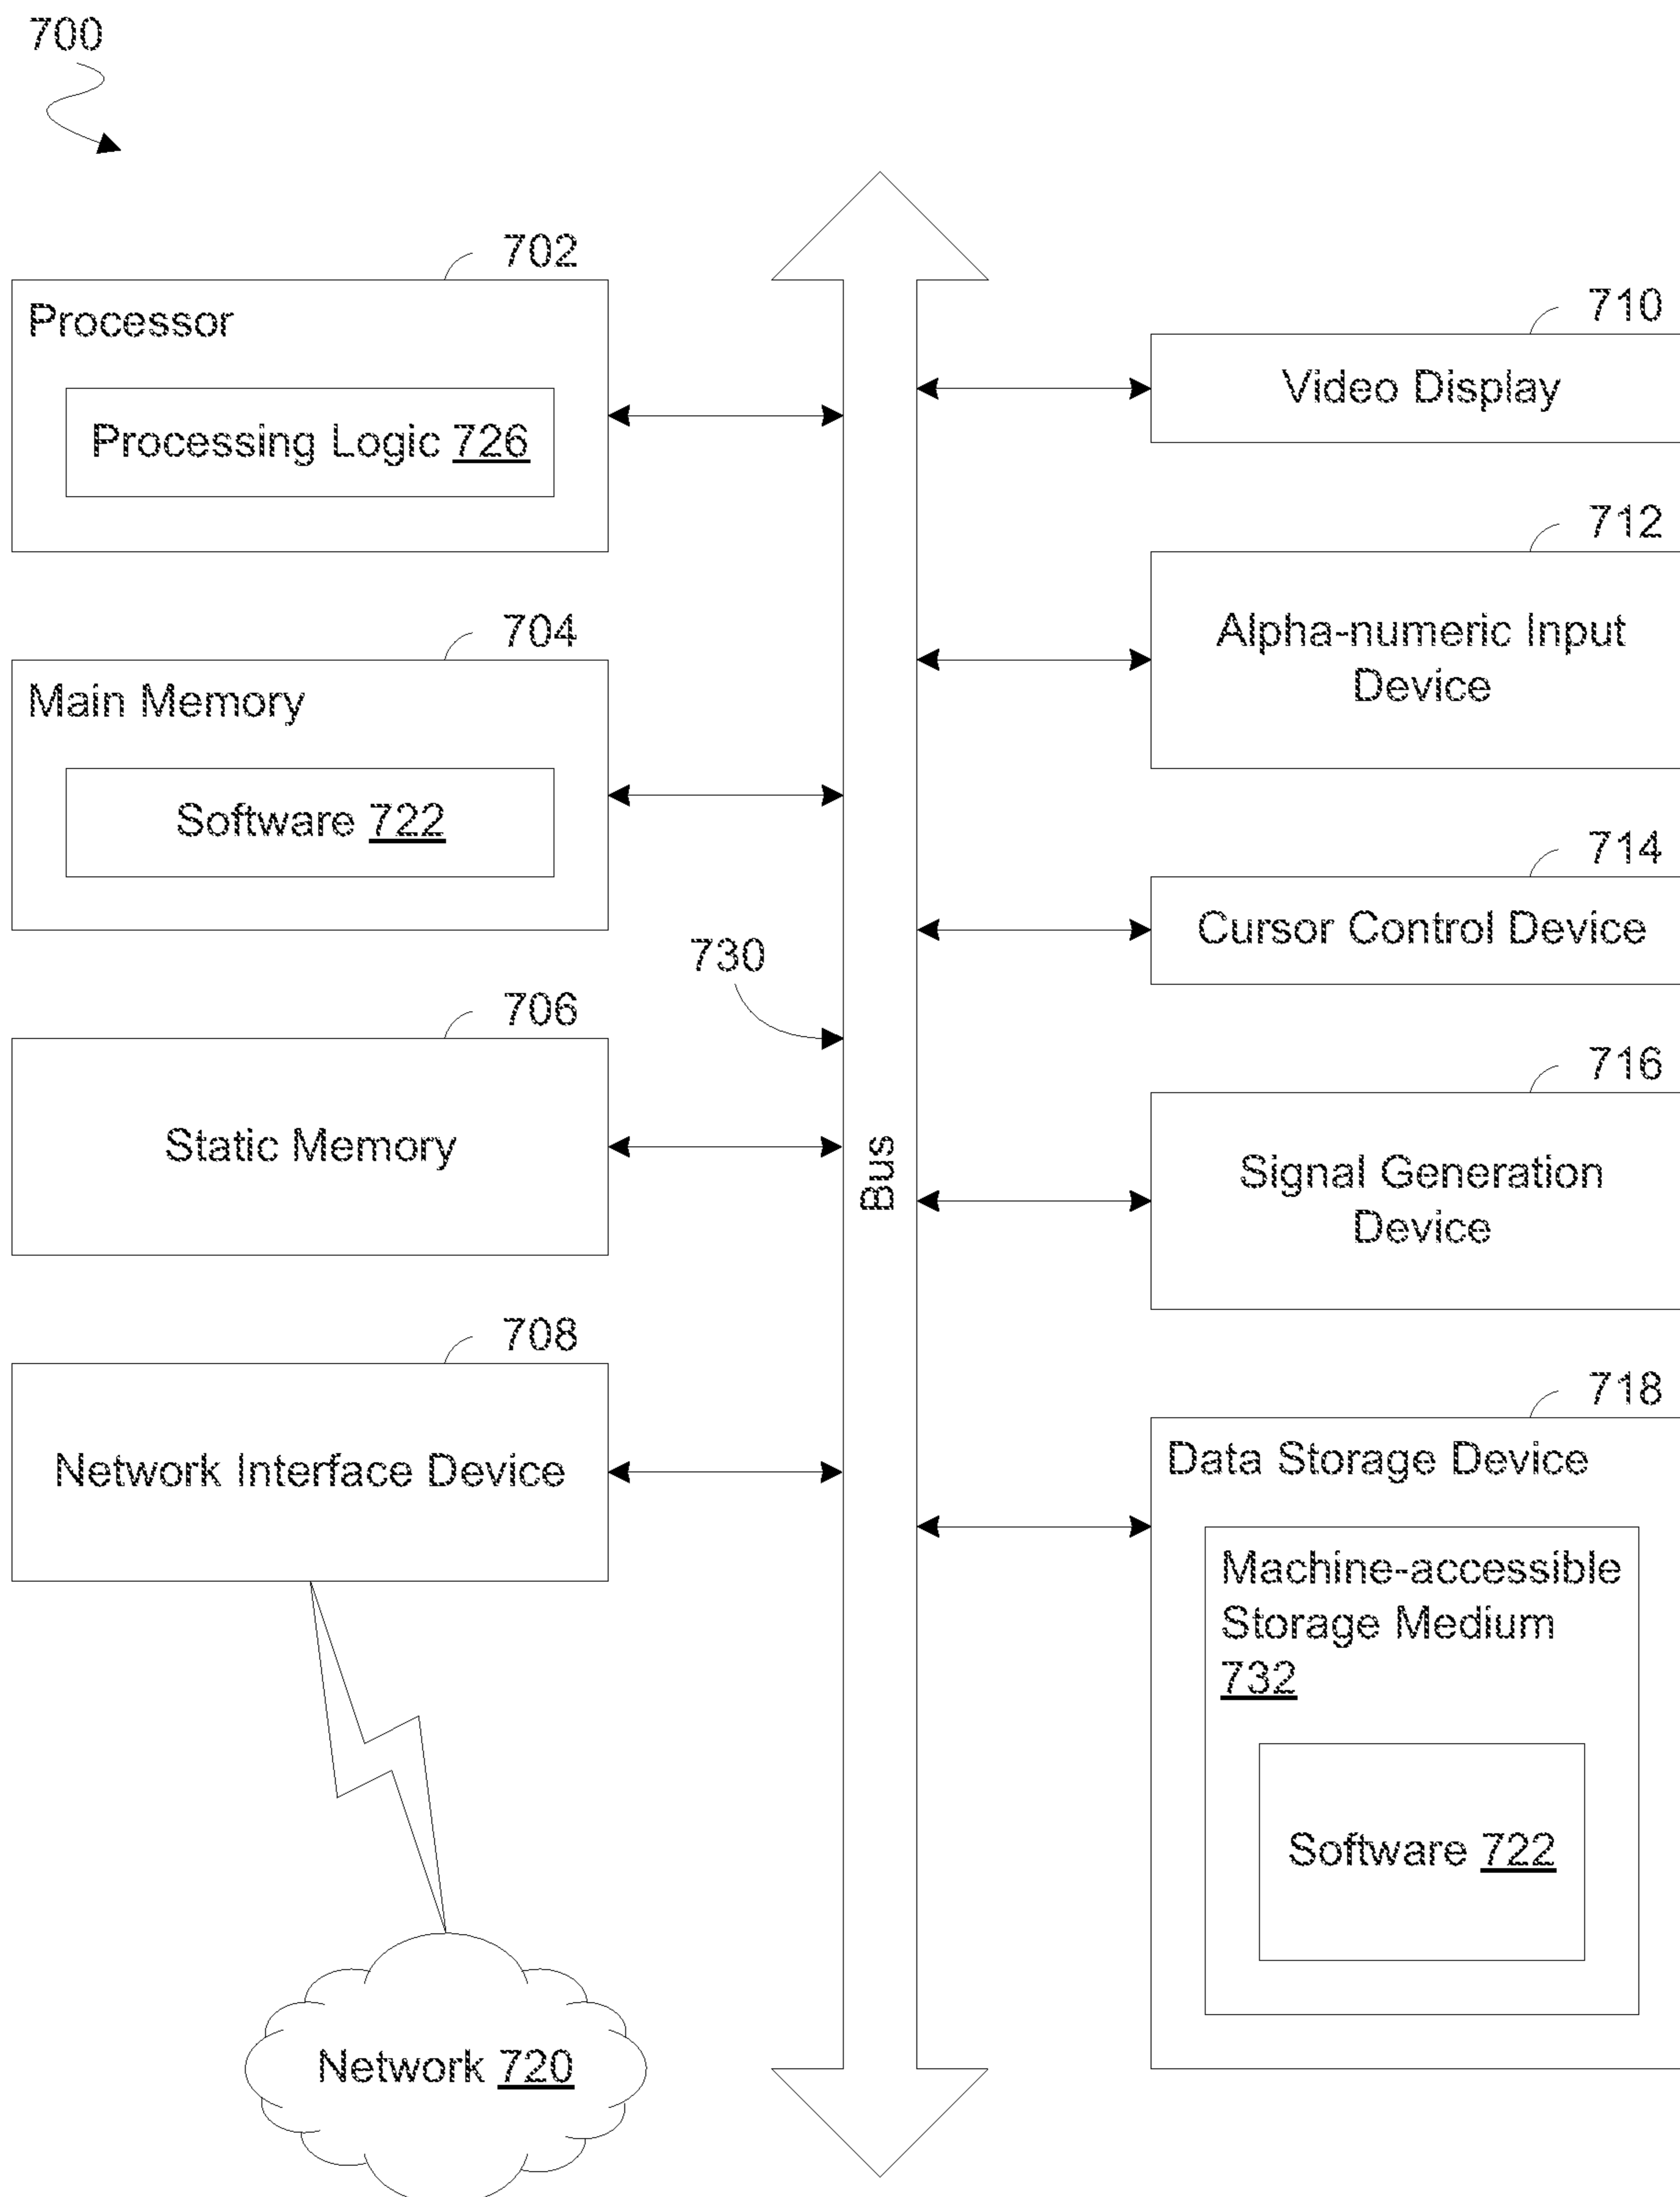 700
702
Processor
Processing Logic 726
704
Main Memory
Software 722
730
706
Static Memory
708
Network Interface Device
Network 720
Bus
710
Video Display
712
Alpha-numeric Input
Device
714
Cursor Control Device
716
Signal Generation
Device
718
Data Storage Device
Machine-accessible
Storage Medium
732
Software 722